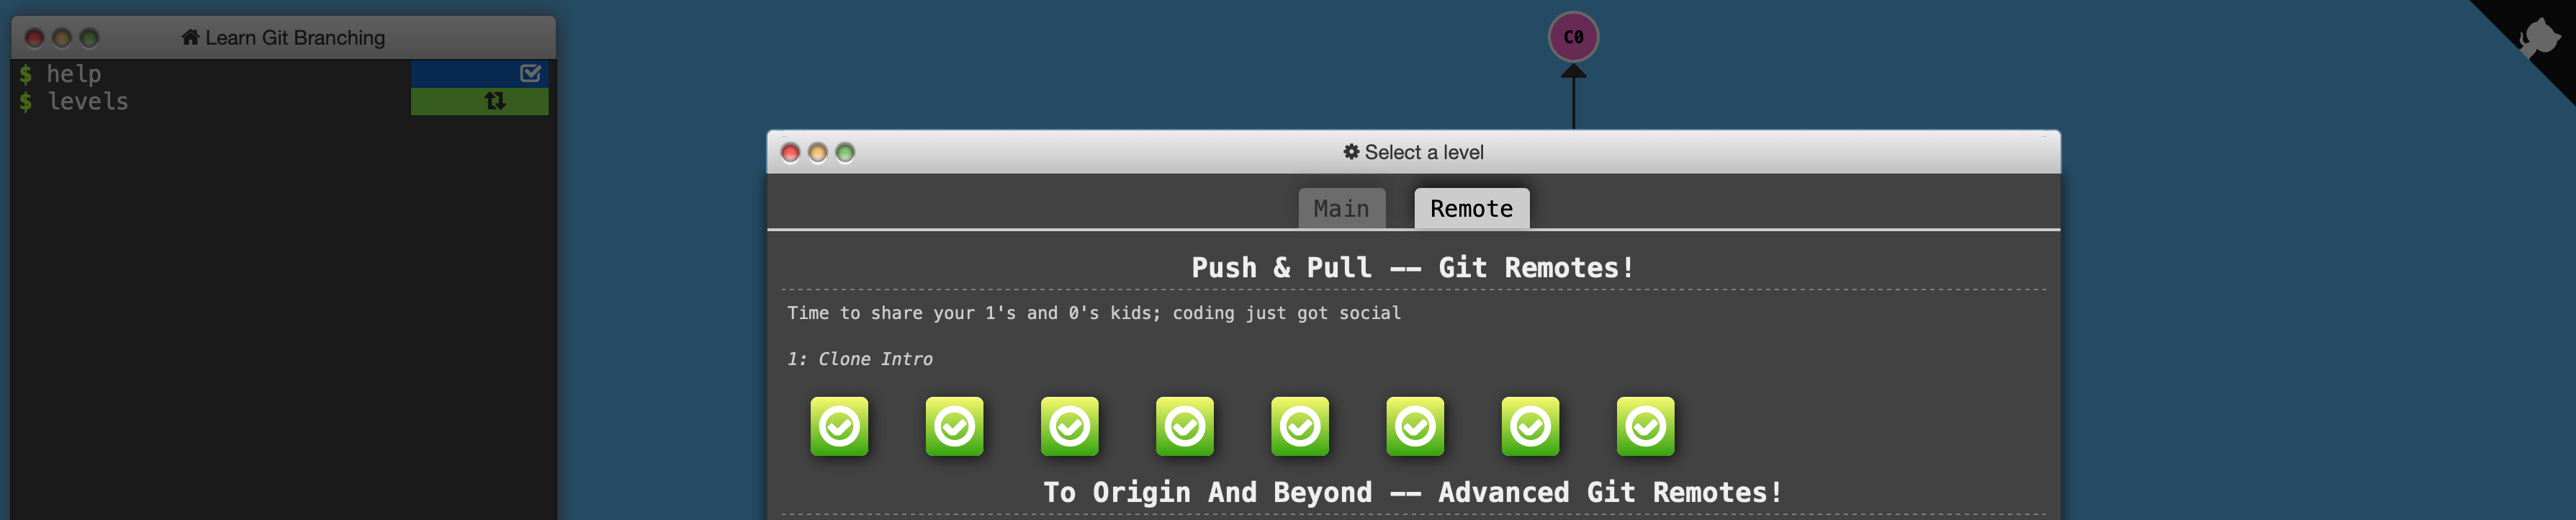 Learn Git Branching
$ help
$ levels
C0
Select a level
Main
Remote
Push & Pull -- Git Remotes!
Time to share your 1's and 0's kids; coding just got social
1: Clone Intro
To Origin And Beyond -- Advanced Git Remotes!